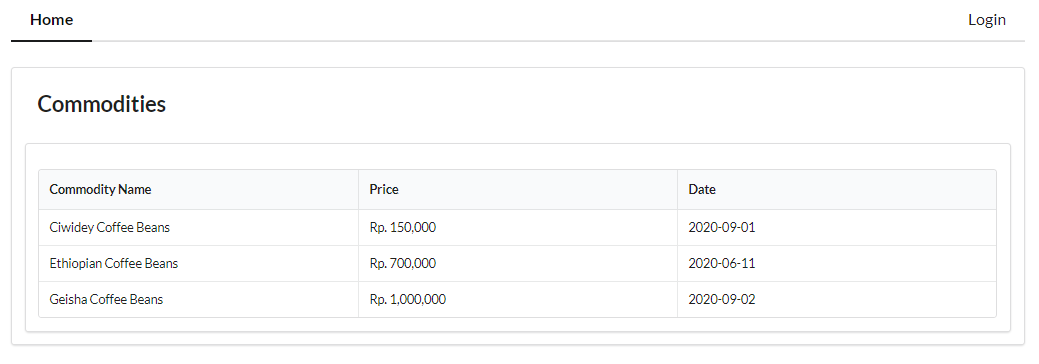 Home Login
Commodities
Commodity Name Price Date
Ciwidey Coffee Beans Rp. 150,000 2020-09-01
Ethiopian Coffee Beans Rp. 700,000 2020-06-11
Geisha Coffee Beans Rp. 1,000,000 2020-09-02